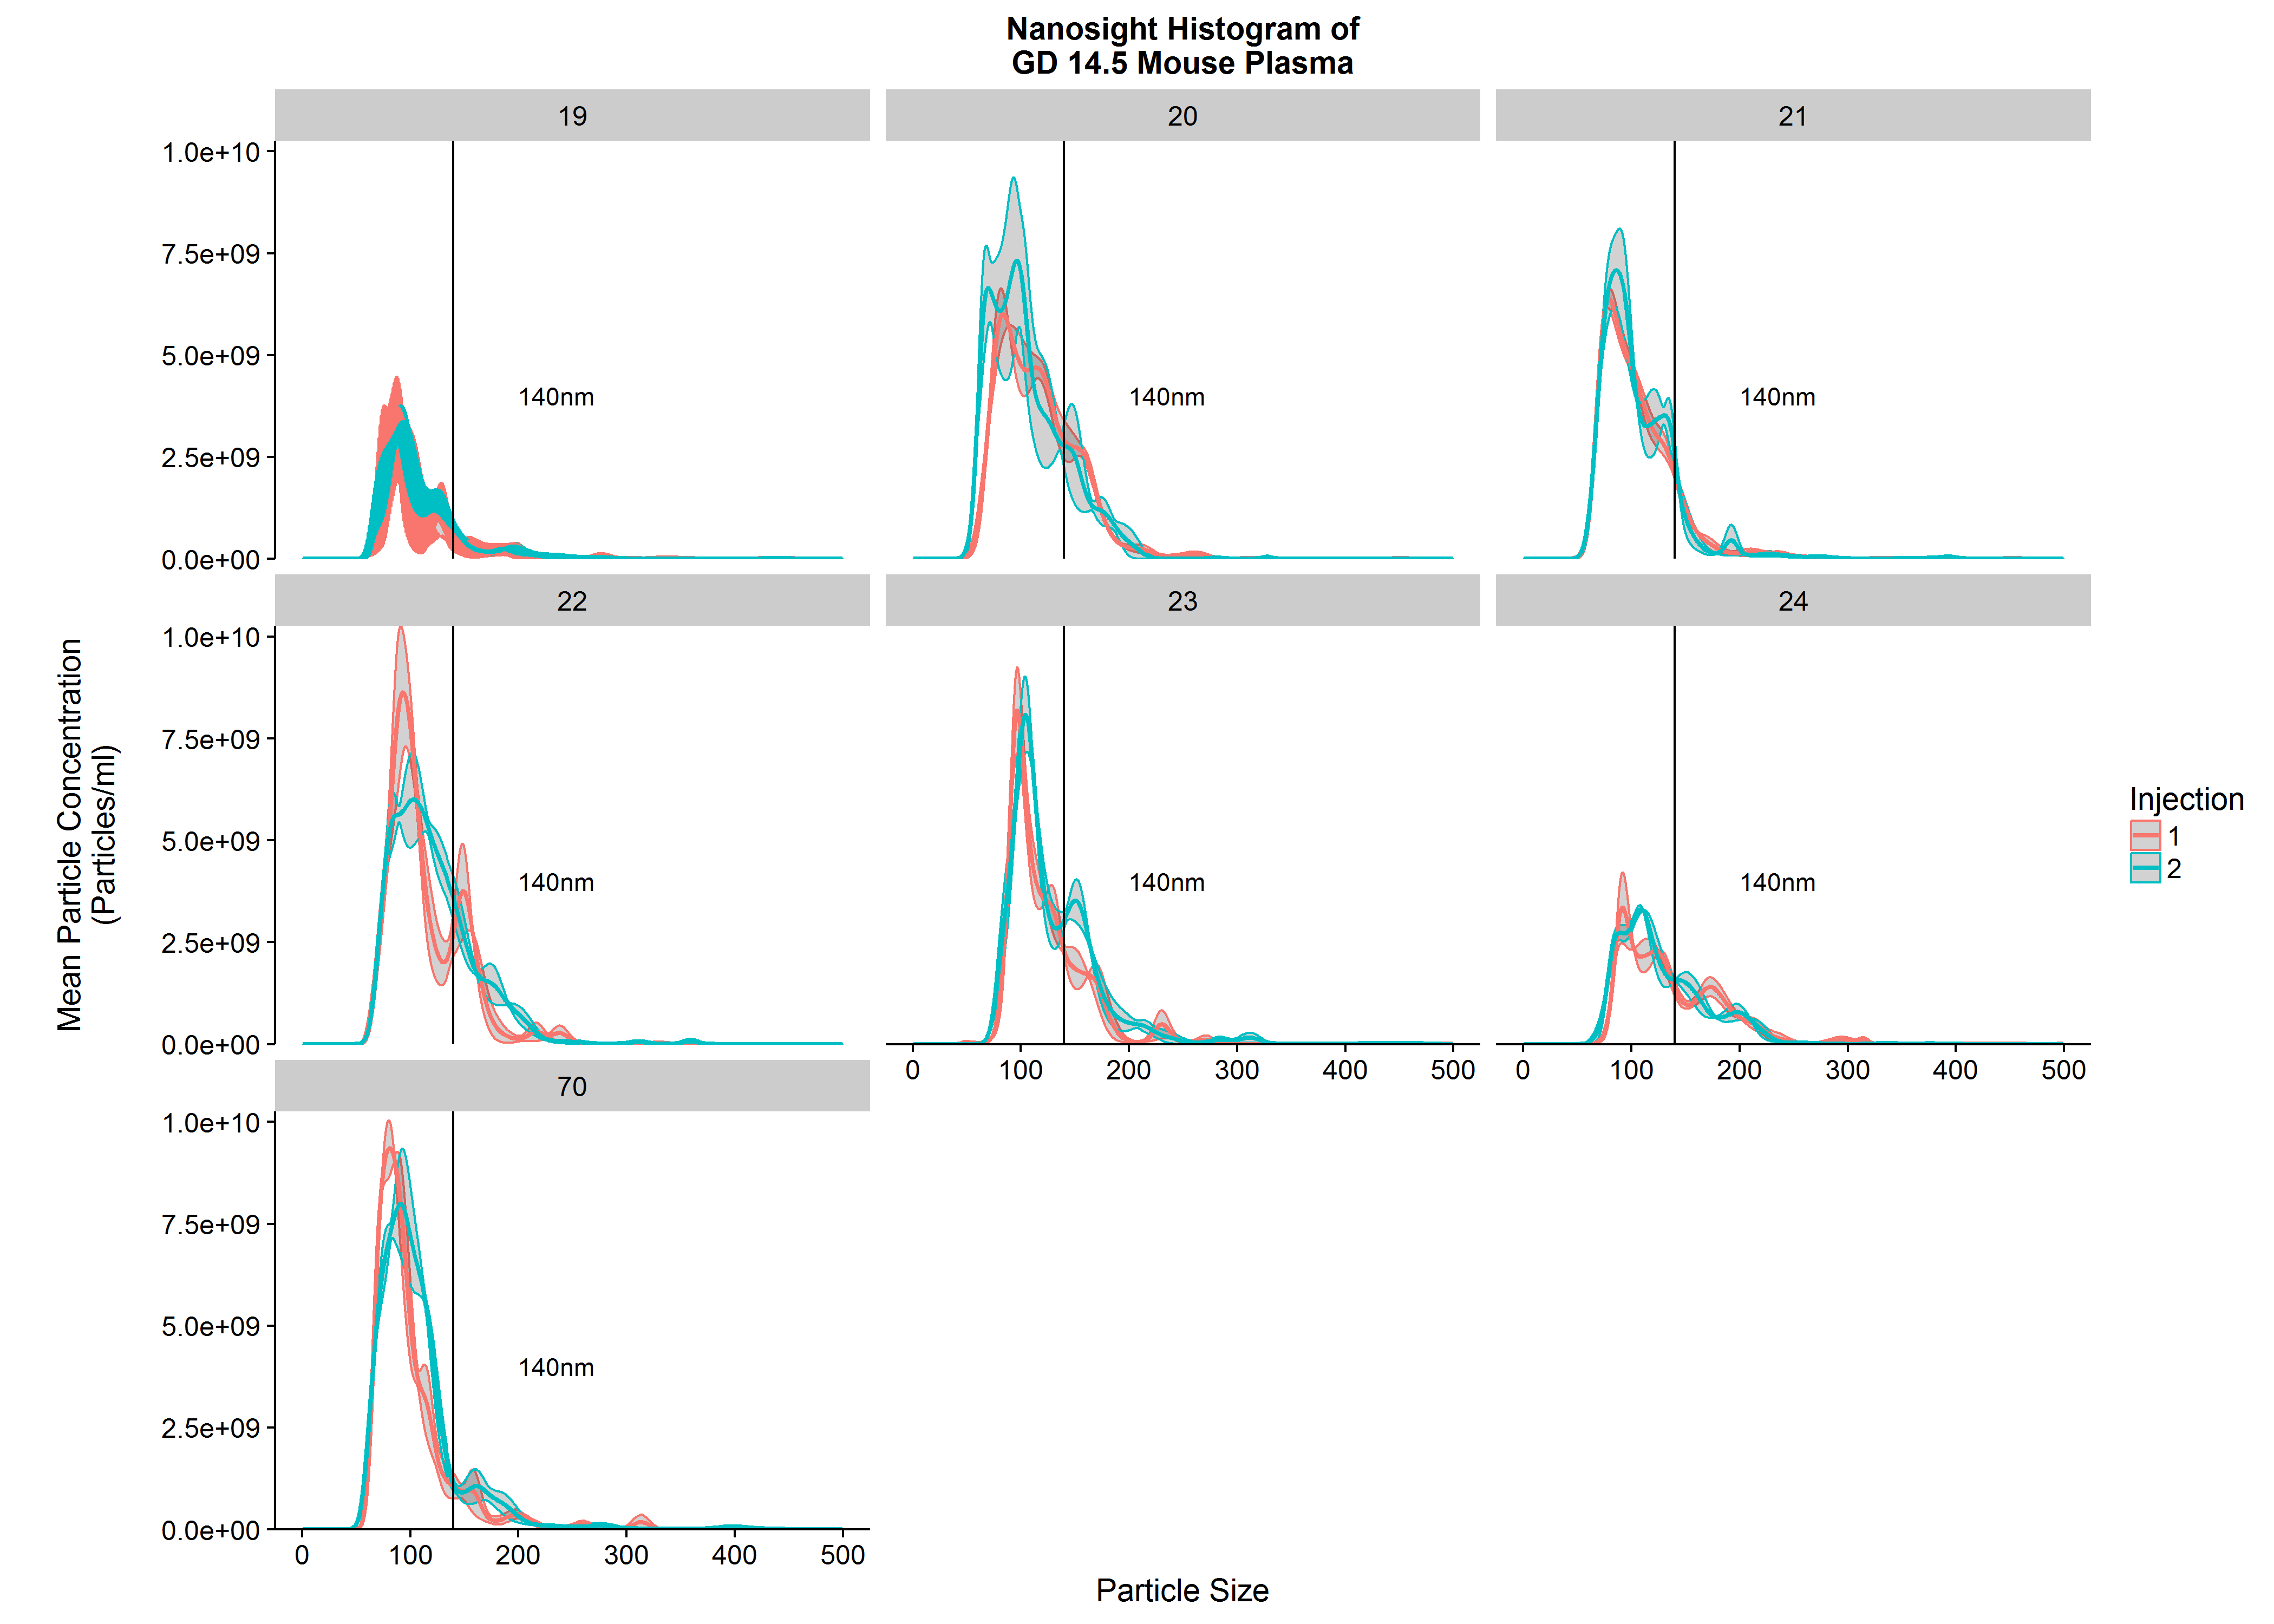 Nanosight Histogram of
GD 14.5 Mouse Plasma
19
20
21
1.0e+10
7.5e+09
5.0e+09
2.5e+09
0.0e+00
140nm
140nm
140nm
22
23
24
1.0e+10
7.5e+09
5.0e+09
2.5e+09
0.0e+00
140nm
140nm
140nm
0 100 200 300 400 500
0 100 200 300 400 500
70
1.0e+10
7.5e+09
5.0e+09
2.5e+09
0.0e+00
140nm
0 100 200 300 400 500
Mean Particle Concentration
(Particles/ml)
Particle Size
Injection
1
2